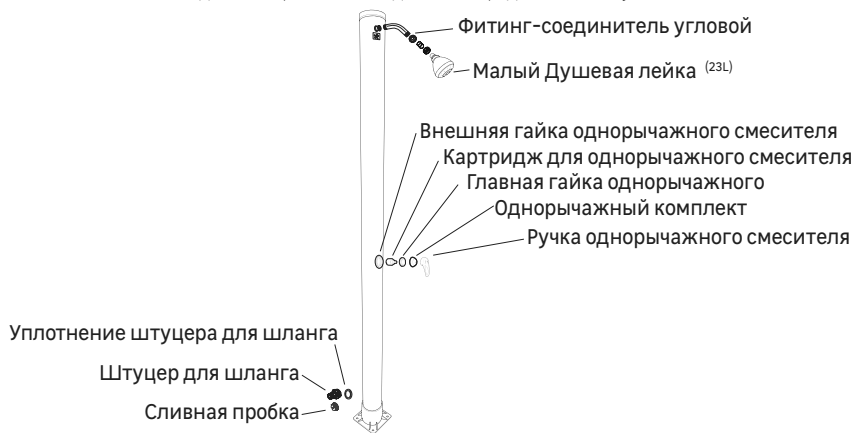 Фитинг-соединитель угловой
Малый Душевая лейка (23L)
Внешняя гайка однорычажного смесителя
Картридж для однорычажного смесителя
Главная гайка однорычажного
Однорычажный комплект
Ручка однорычажного смесителя
Уплотнение штуцера для шланга
Штуцер для шланга
Сливная пробка